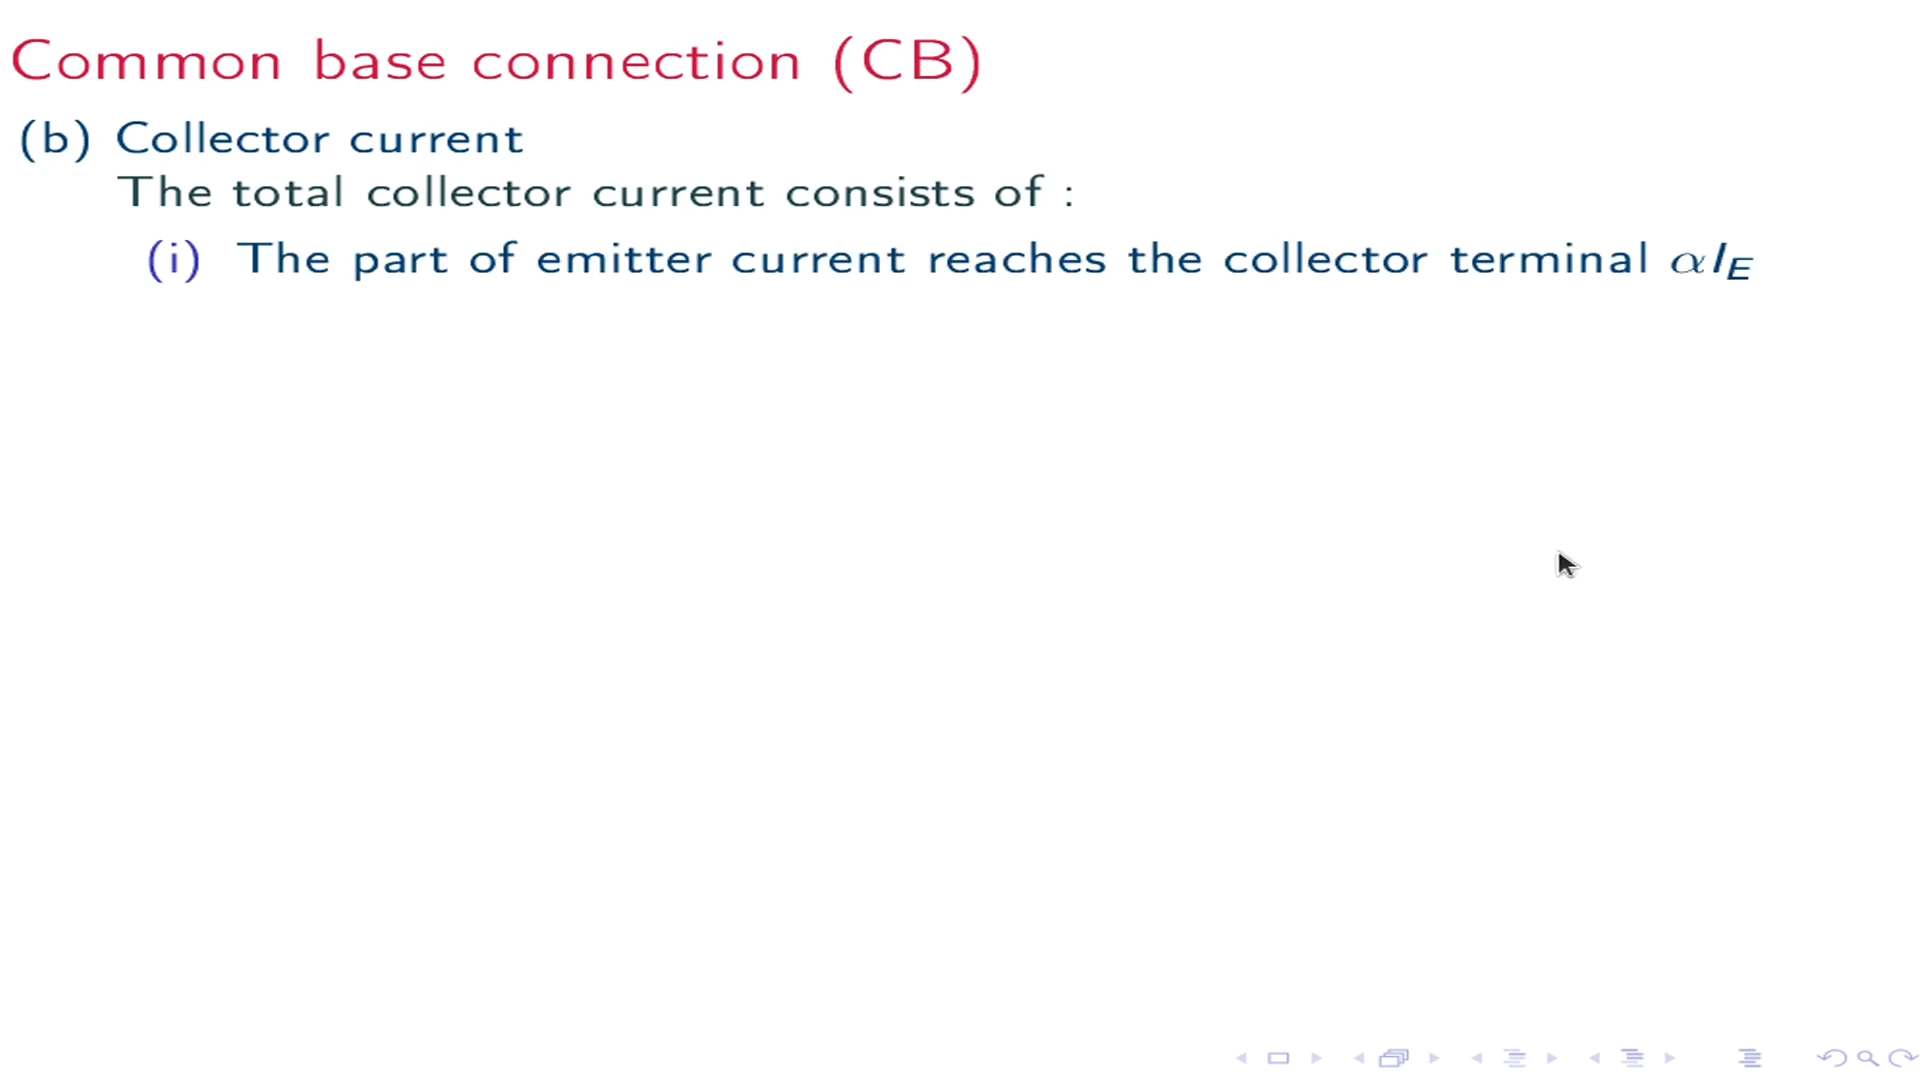 Common base connection (CB)
(b) Collector current
The total collector current consists of :
(i) The part of emitter current reaches the collector terminal αI_E